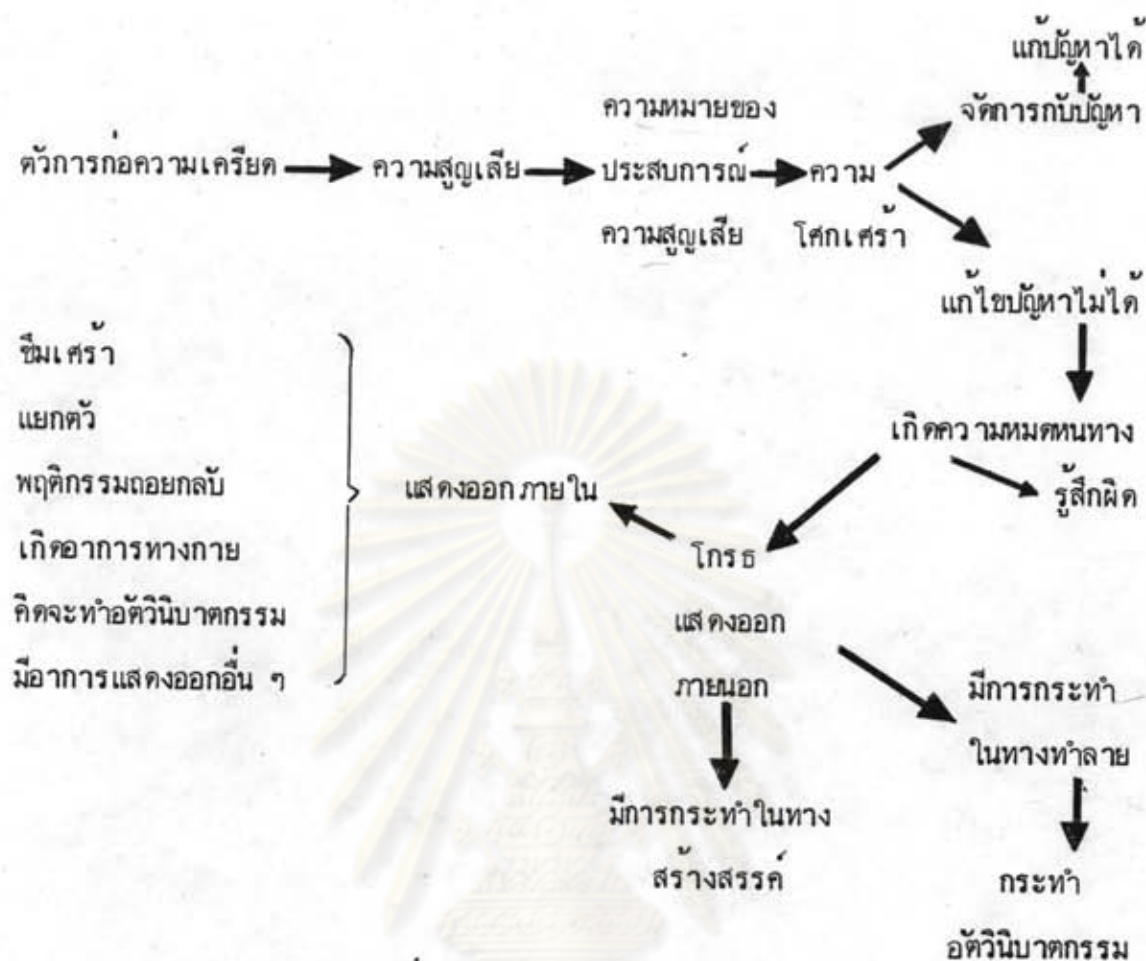 แก้ปัญหาได้
ความหมายของ
จัดการกับปัญหา
ตัวการก่อความเครียด ความสูญเสีย ประสบการณ์ ความ
ความสูญเสีย โศกเศร้า
แก้ไขปัญหาไม่ได้
ซึมเศร้า
แยกตัว
เกิดความหมดหนทาง
พฤติกรรมถอยกลับ แสดงออกภายใน รู้สึกผิด
เกิดอาการทางกาย โกรธ
คิดจะทำอัตวินิบาตกรรม แสดงออก
มีอาการแสดงออกอื่น ๆ ภายนอก มีการกระทำ
ในทางทำลาย
มีการกระทำในทาง
สร้างสรรค์ กระทำ
อัตวินิบาตกรรม